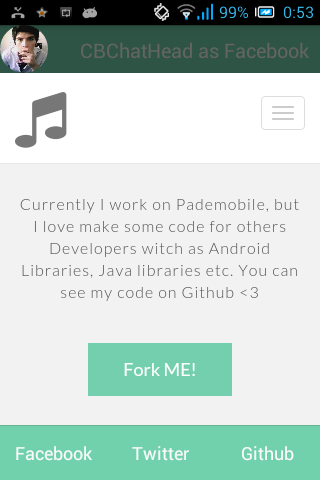 99% 0:53
CBChatHead as Facebook
Currently I work on Pademobile, but
I love make some code for others
Developers witch as Android
Libraries, Java libraries etc. You can
see my code on Github <3
Fork ME!
Facebook Twitter Github